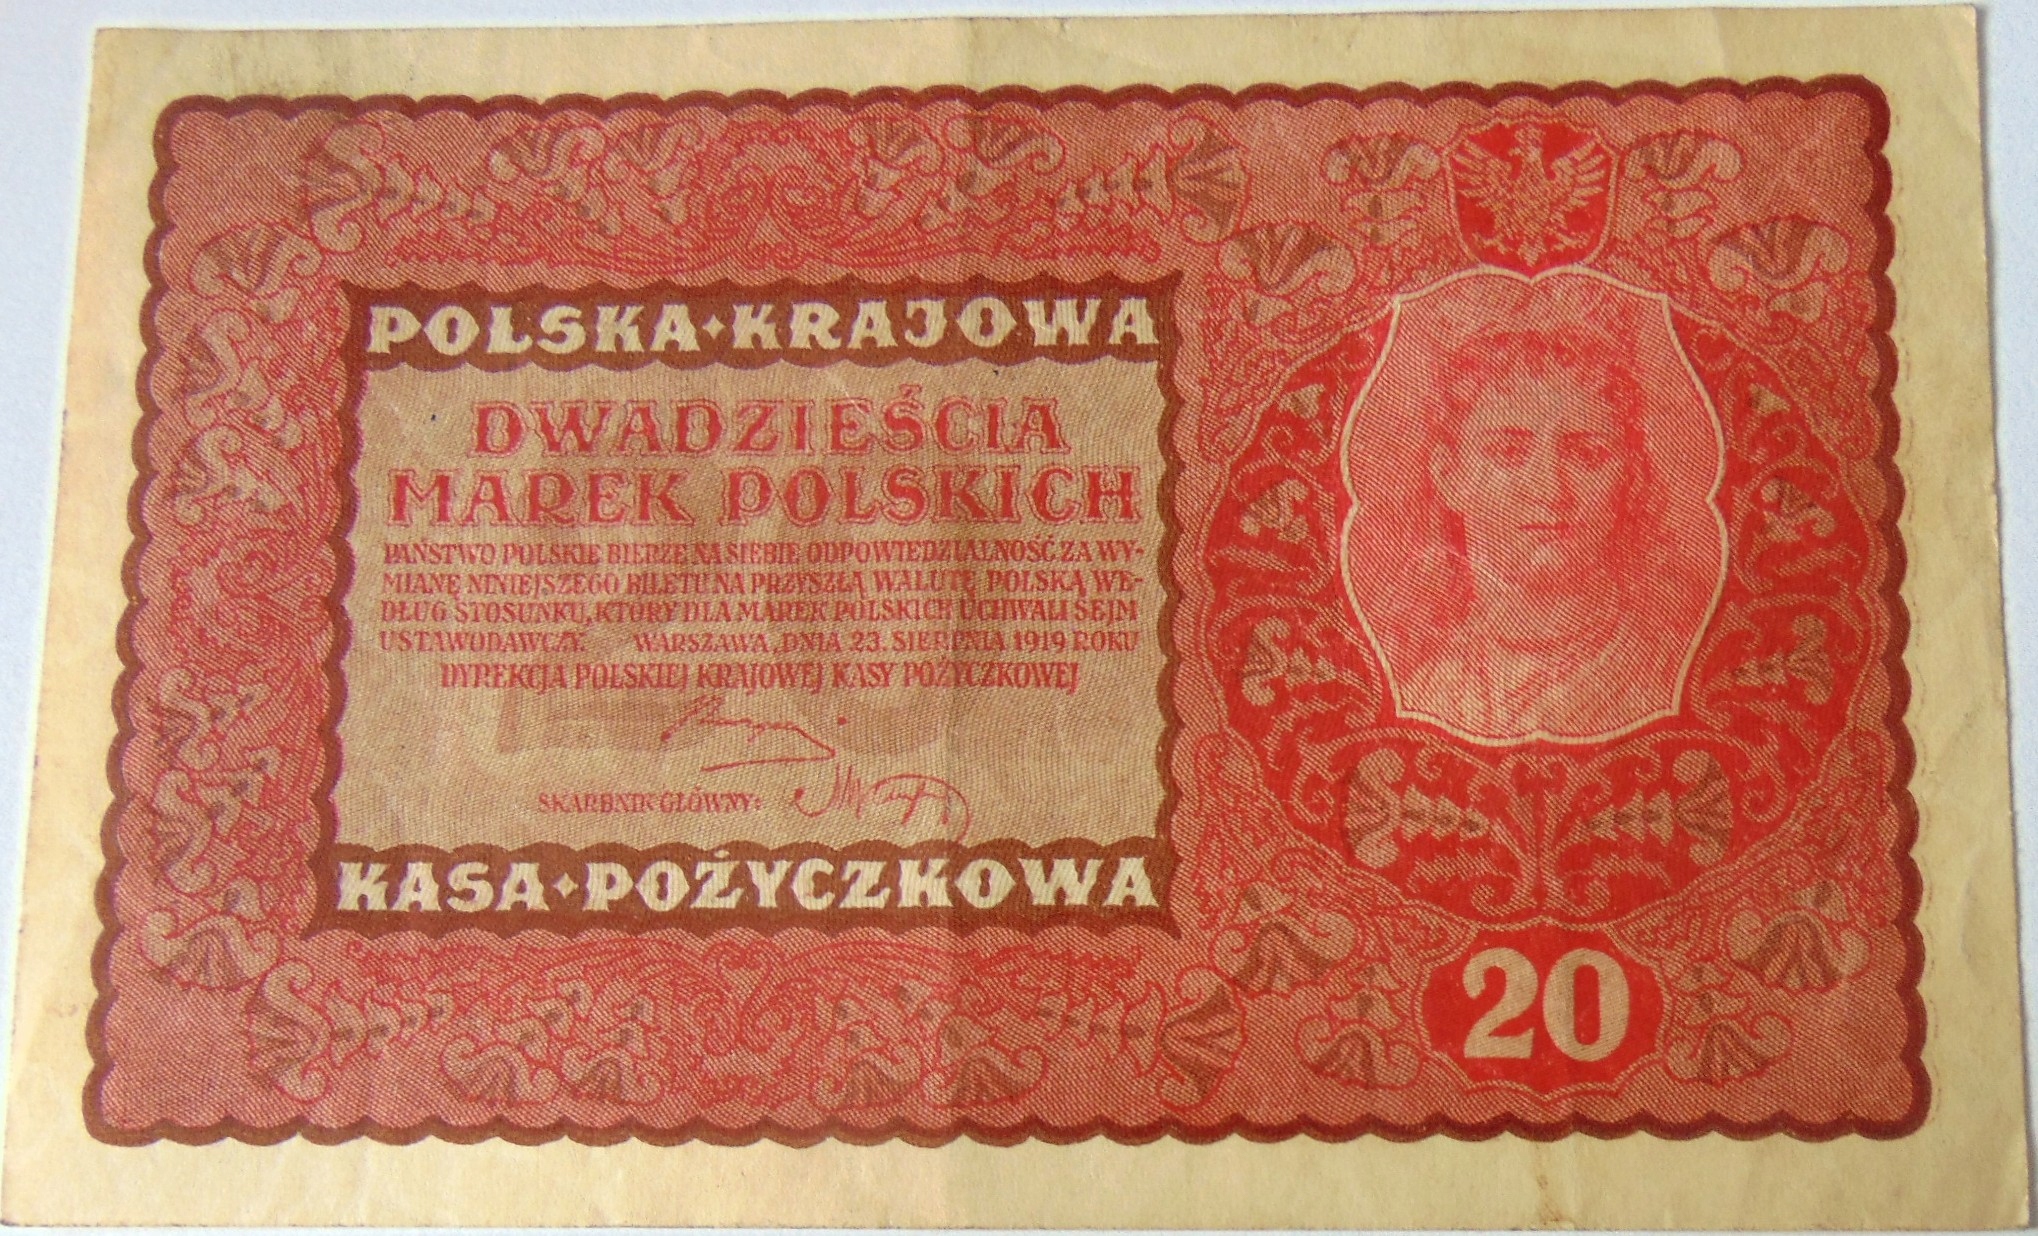 POLSKA·KRAJOWA
DWADZIEŚCIA
MAREK POLSKICH
PAŃSTWO POLSKIE BIERZE NA SIEBIE ODPOWIEDZIALNOŚĆ ZA WY-
MIANĘ NINIEJSZEGO BILETU NA PRZYSZŁĄ WALUTĘ POLSKĄ WE-
DŁUG STOSUNKU, KTÓRY DLA MAREK POLSKICH UCHWALI SEJM
USTAWODAWCZY. WARSZAWA, DNIA 23. SIERPNIA 1919 ROKU
DYREKCJA POLSKIEJ KRAJOWEJ KASY POŻYCZKOWEJ
SKARBNIK GŁÓWNY:
KASA·POŻYCZKOWA
20